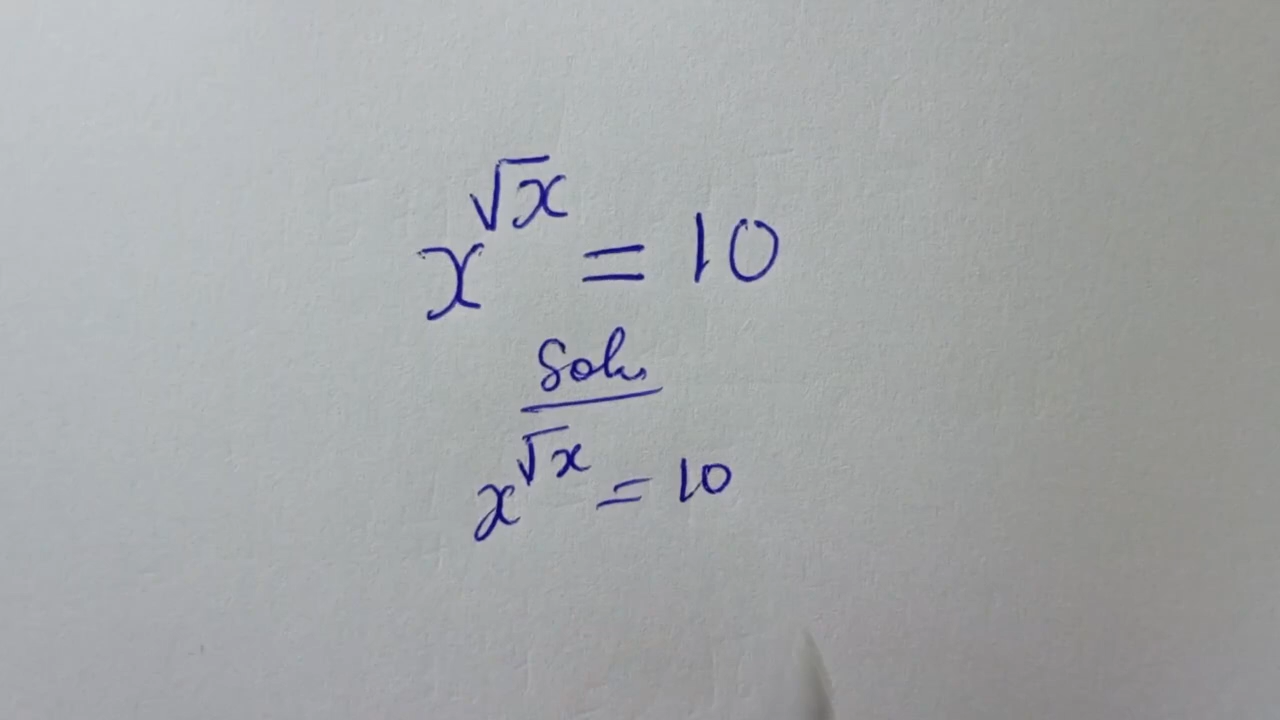 x^√x = 10
Soln
x^√x = 10